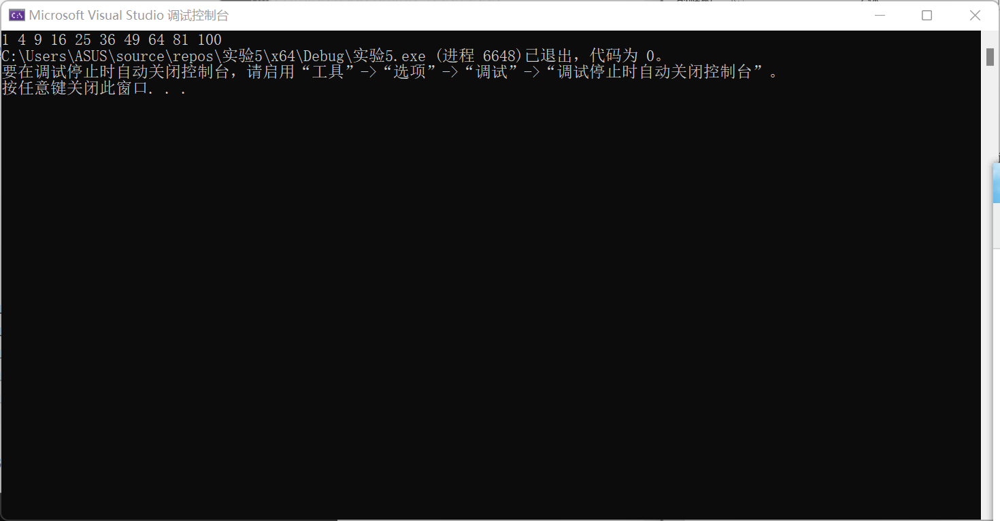 Microsoft Visual Studio 调试控制台
1 4 9 16 25 36 49 64 81 100
C:\Users\ASUS\source\repos\实验5\x64\Debug\实验5.exe (进程 6648)已退出，代码为 0。
要在调试停止时自动关闭控制台，请启用“工具”->“选项”->“调试”->“调试停止时自动关闭控制台”。
按任意键关闭此窗口. . .